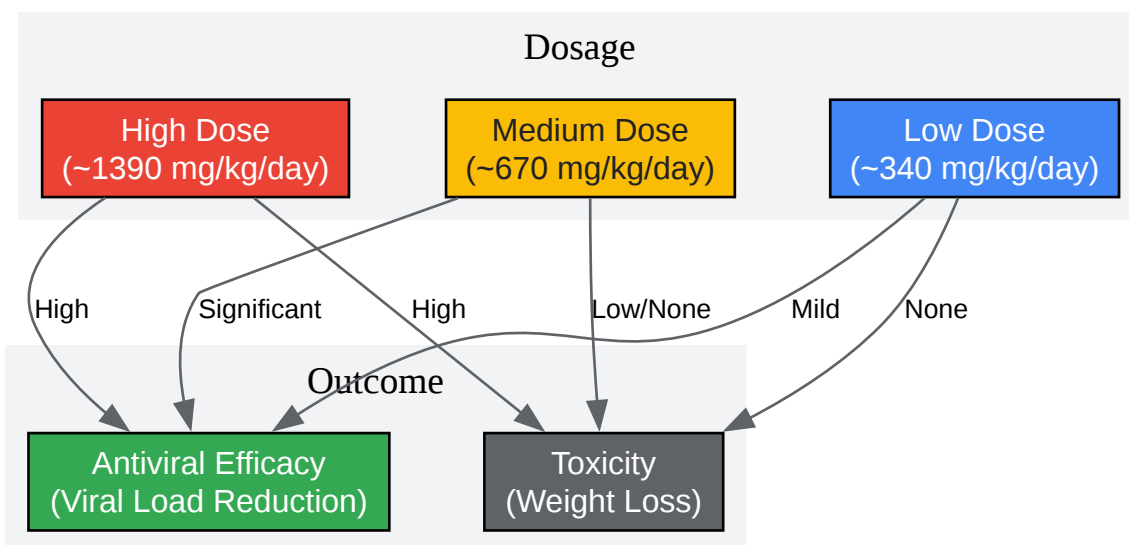 Dosage
High Dose
(~1390 mg/kg/day)
Medium Dose
(~670 mg/kg/day)
Low Dose
(~340 mg/kg/day)
High
Significant
High
Low/None
Mild
None
Outcome
Antiviral Efficacy
(Viral Load Reduction)
Toxicity
(Weight Loss)